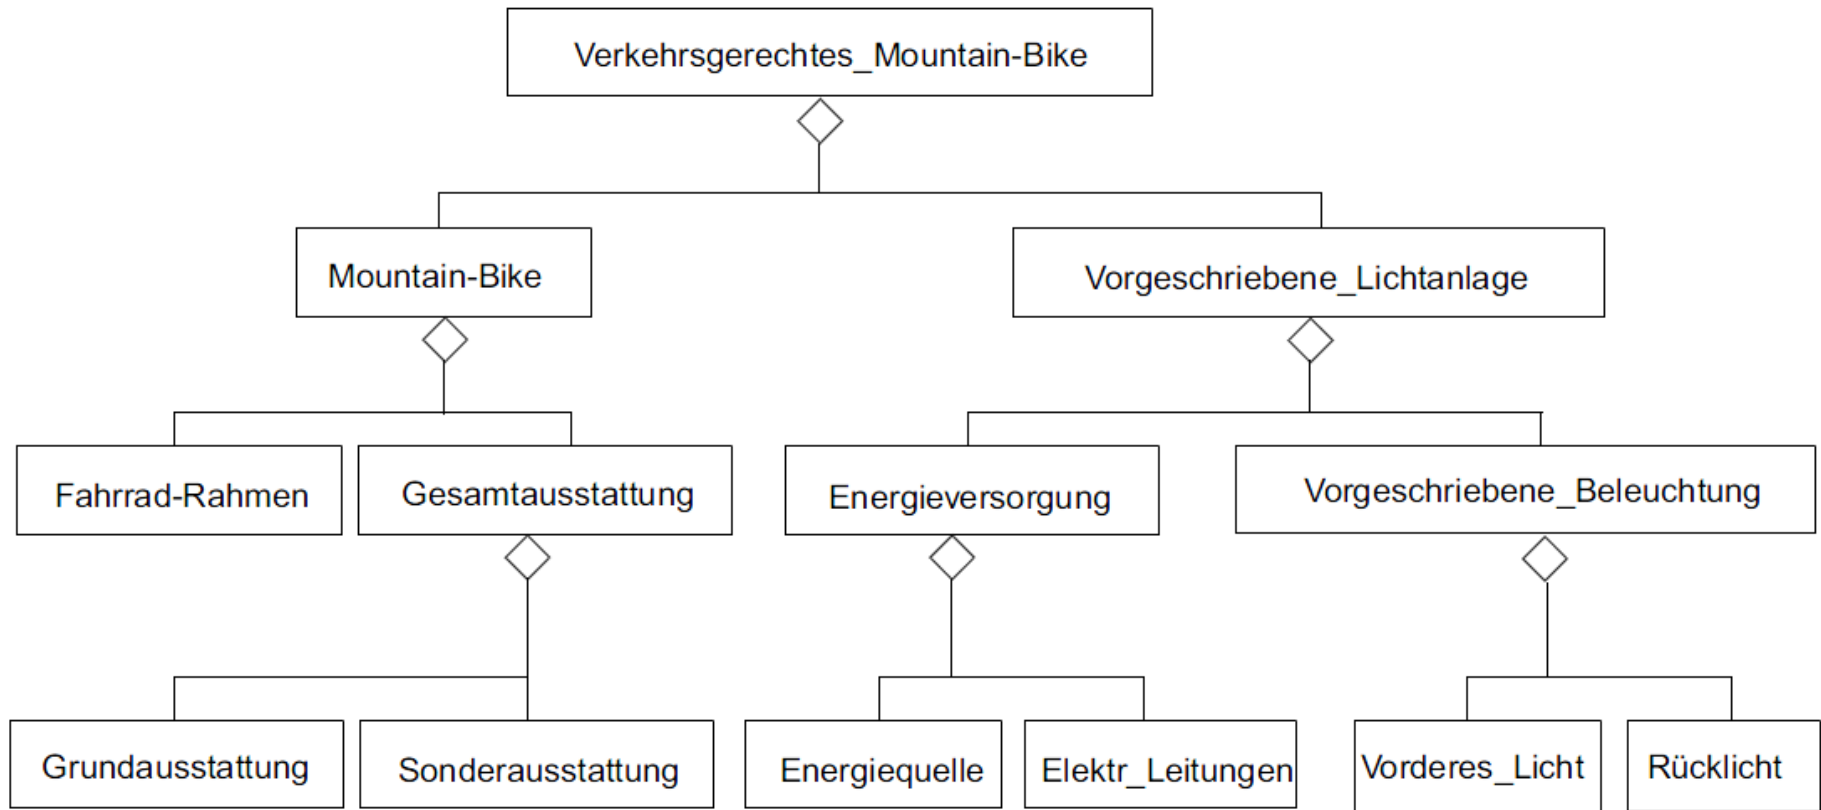 Verkehrsgerechtes_Mountain-Bike
Mountain-Bike
Vorgeschriebene_Lichtanlage
Fahrrad-Rahmen
Gesamtausstattung
Energieversorgung
Vorgeschriebene_Beleuchtung
Grundausstattung
Sonderausstattung
Energiequelle
Elektr_Leitungen
Vorderes_Licht
Rücklicht